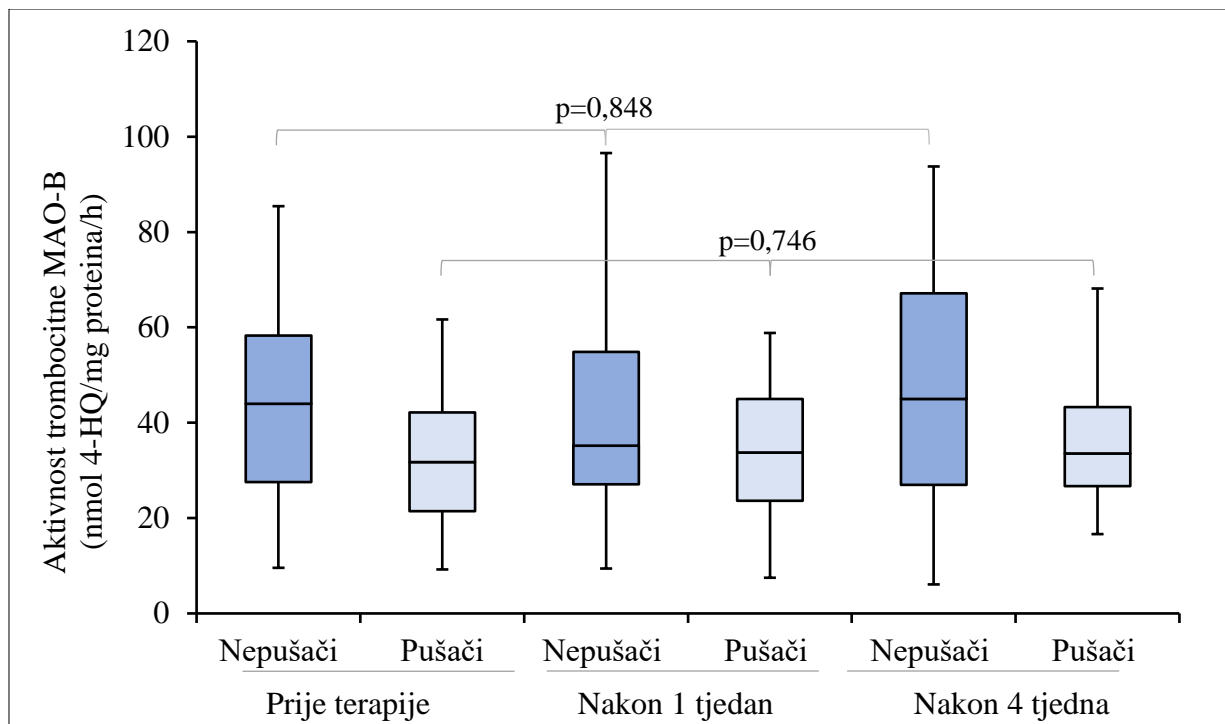 Aktivnost trombocitne MAO-B
(nmol 4-HQ/mg proteina/h)
120
100
80
60
40
20
0
p=0,848
p=0,746
Nepušači Pušači Nepušači Pušači Nepušači Pušači
Prije terapije Nakon 1 tjedan Nakon 4 tjedna